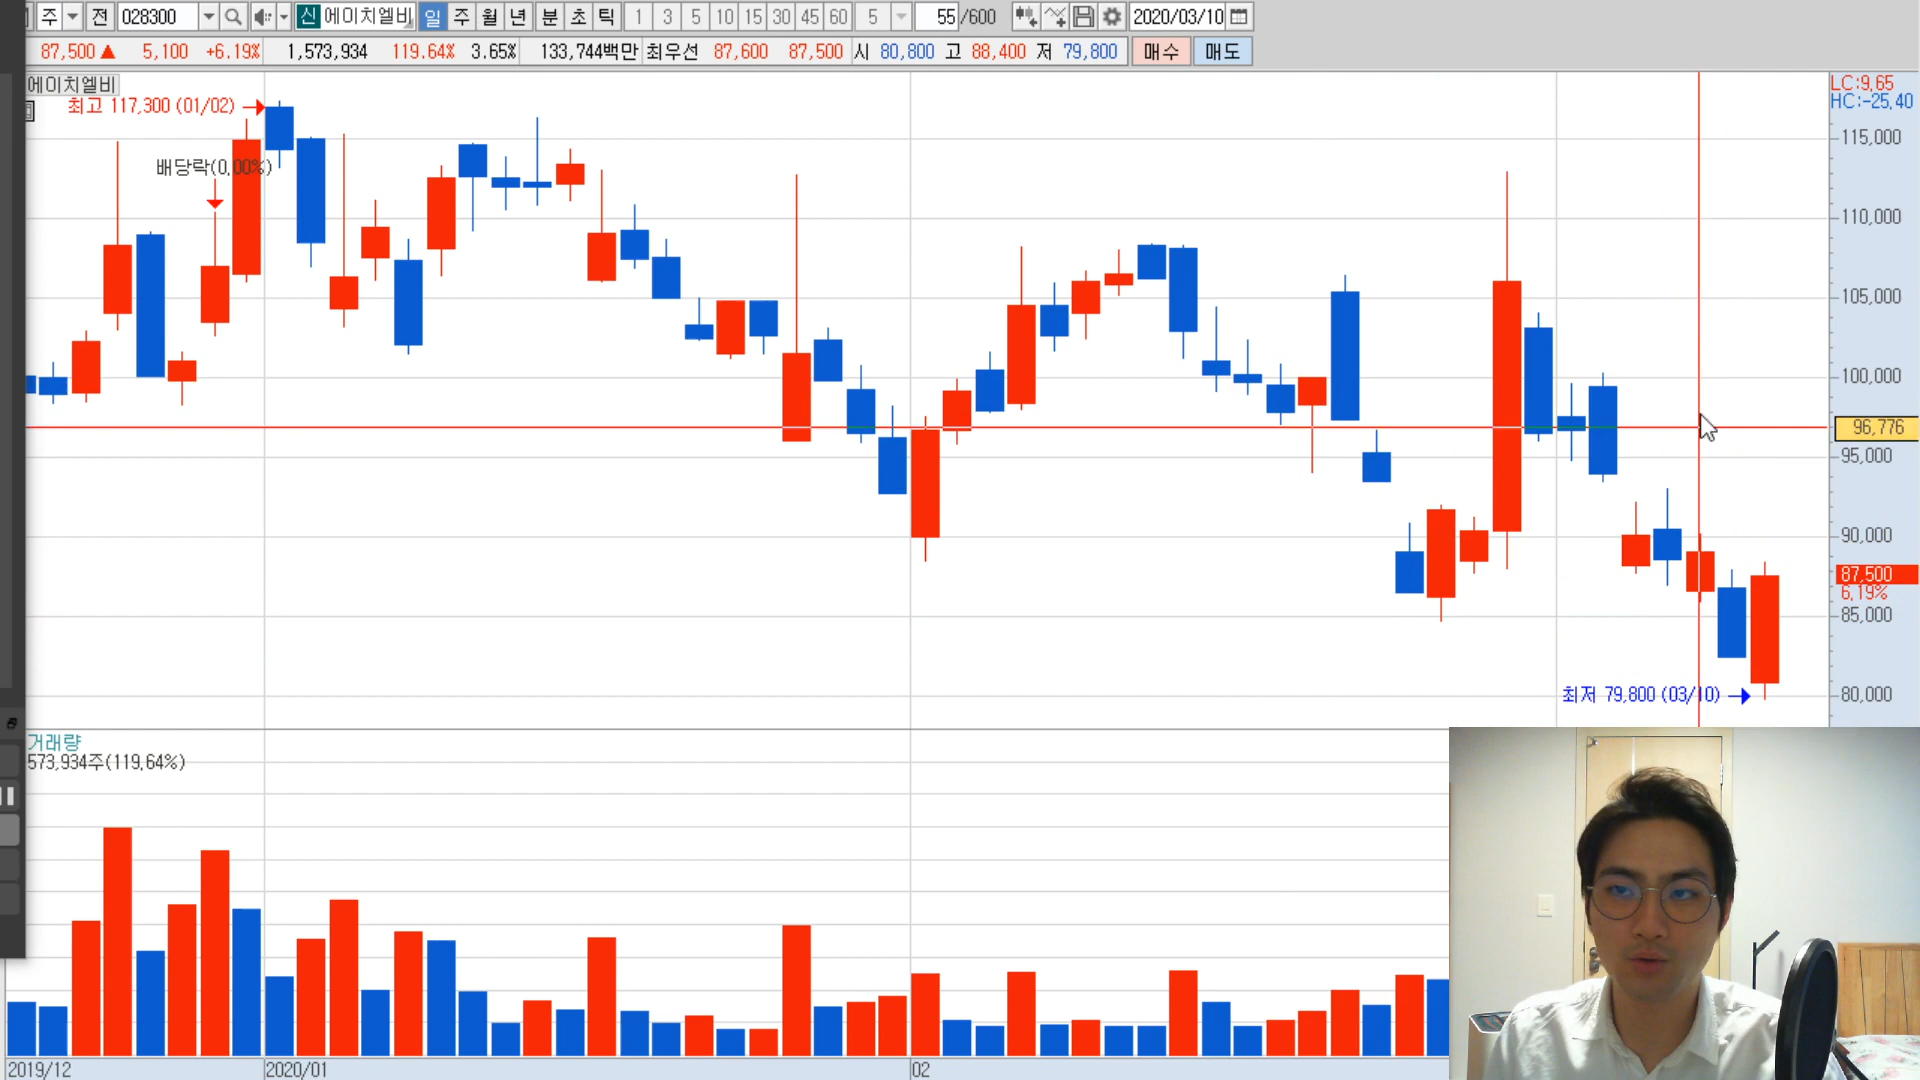 주 전 028300 신 에이치엘비 일 주 월 년 분 초 틱 1 3 5 10 15 30 45 60 5 55 /600 2020/03/10
87,500 ▲ 5,100 +6.19% 1,573,934 119.64% 3.65% 133,744백만 최우선 87,600 87,500 시 80,800 고 88,400 저 79,800 매수 매도
에이치엘비
최고 117,300 (01/02)
배당락(0.00%)
LC:9.65
HC:-25.40
115,000
110,000
105,000
100,000
96,776
95,000
90,000
87,500
6.19%
85,000
80,000
최저 79,800 (03/10)
거래량
573,934주(119.64%)
2019/12 2020/01 02